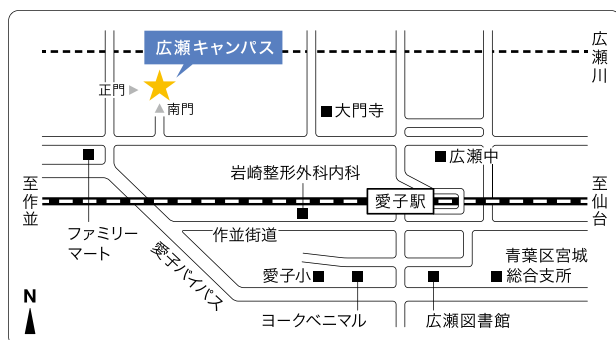 広瀬キャンパス
広瀬川
正門
南門
大門寺
広瀬中
岩崎整形外科内科
至作並
愛子駅
至仙台
ファミリー
マート
愛子バイパス
作並街道
愛子小
青葉区宮城
総合支所
ヨークベニマル
広瀬図書館
N